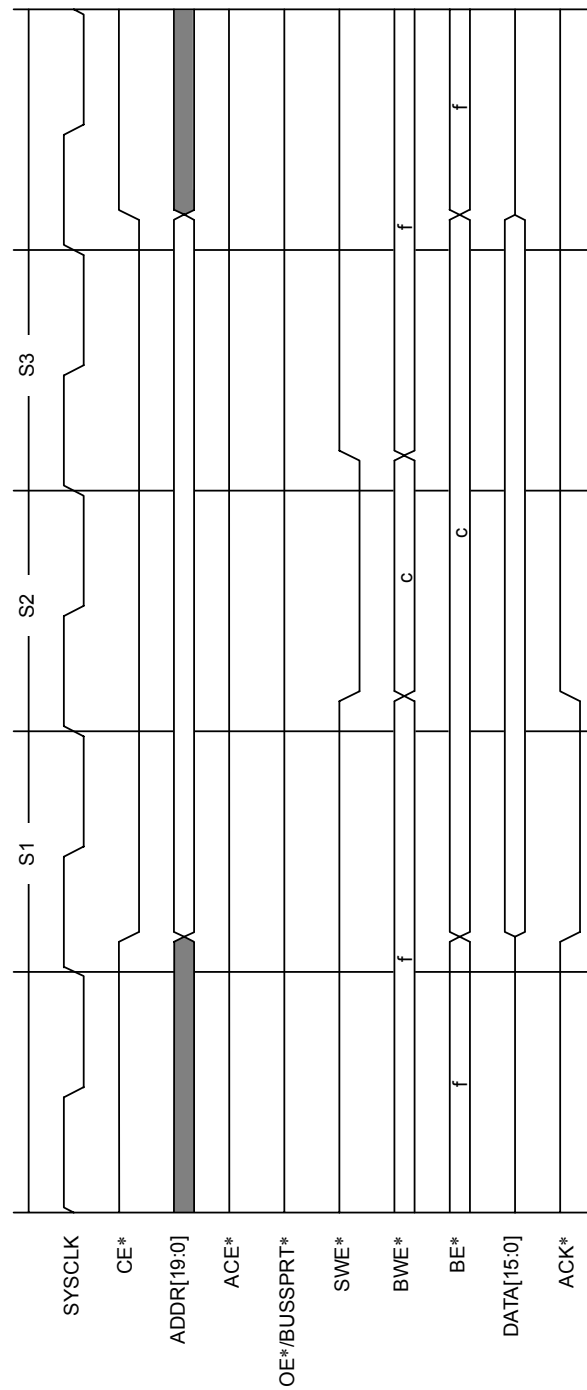 S1 S2 S3
SYSCLK
CE*
ADDR[19:0]
ACE*
OE*/BUSSPRT*
SWE*
BWE* f c f
BE* f c f
DATA[15:0]
ACK*